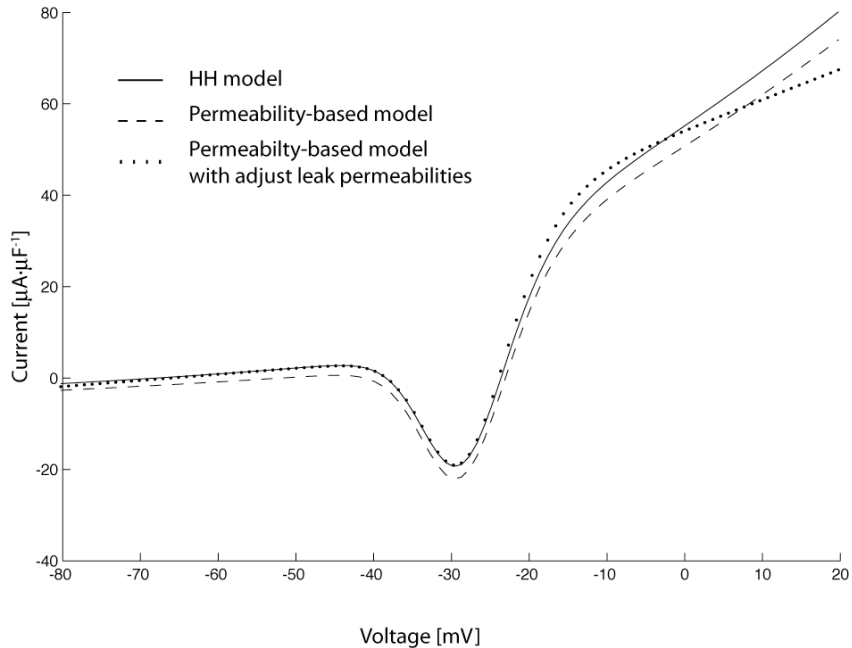 80
60
40
20
0
-20
-40
Current [µA·µF⁻¹]
HH model
Permeability-based model
Permeabilty-based model
with adjust leak permeabilities
-80 -70 -60 -50 -40 -30 -20 -10 0 10 20
Voltage [mV]